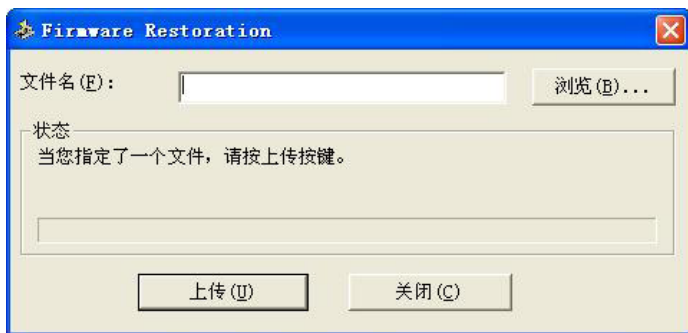 Firmware Restoration
文件名(F)： 浏览(B)...
状态
当您指定了一个文件，请按上传按键。
上传(U) 关闭(C)